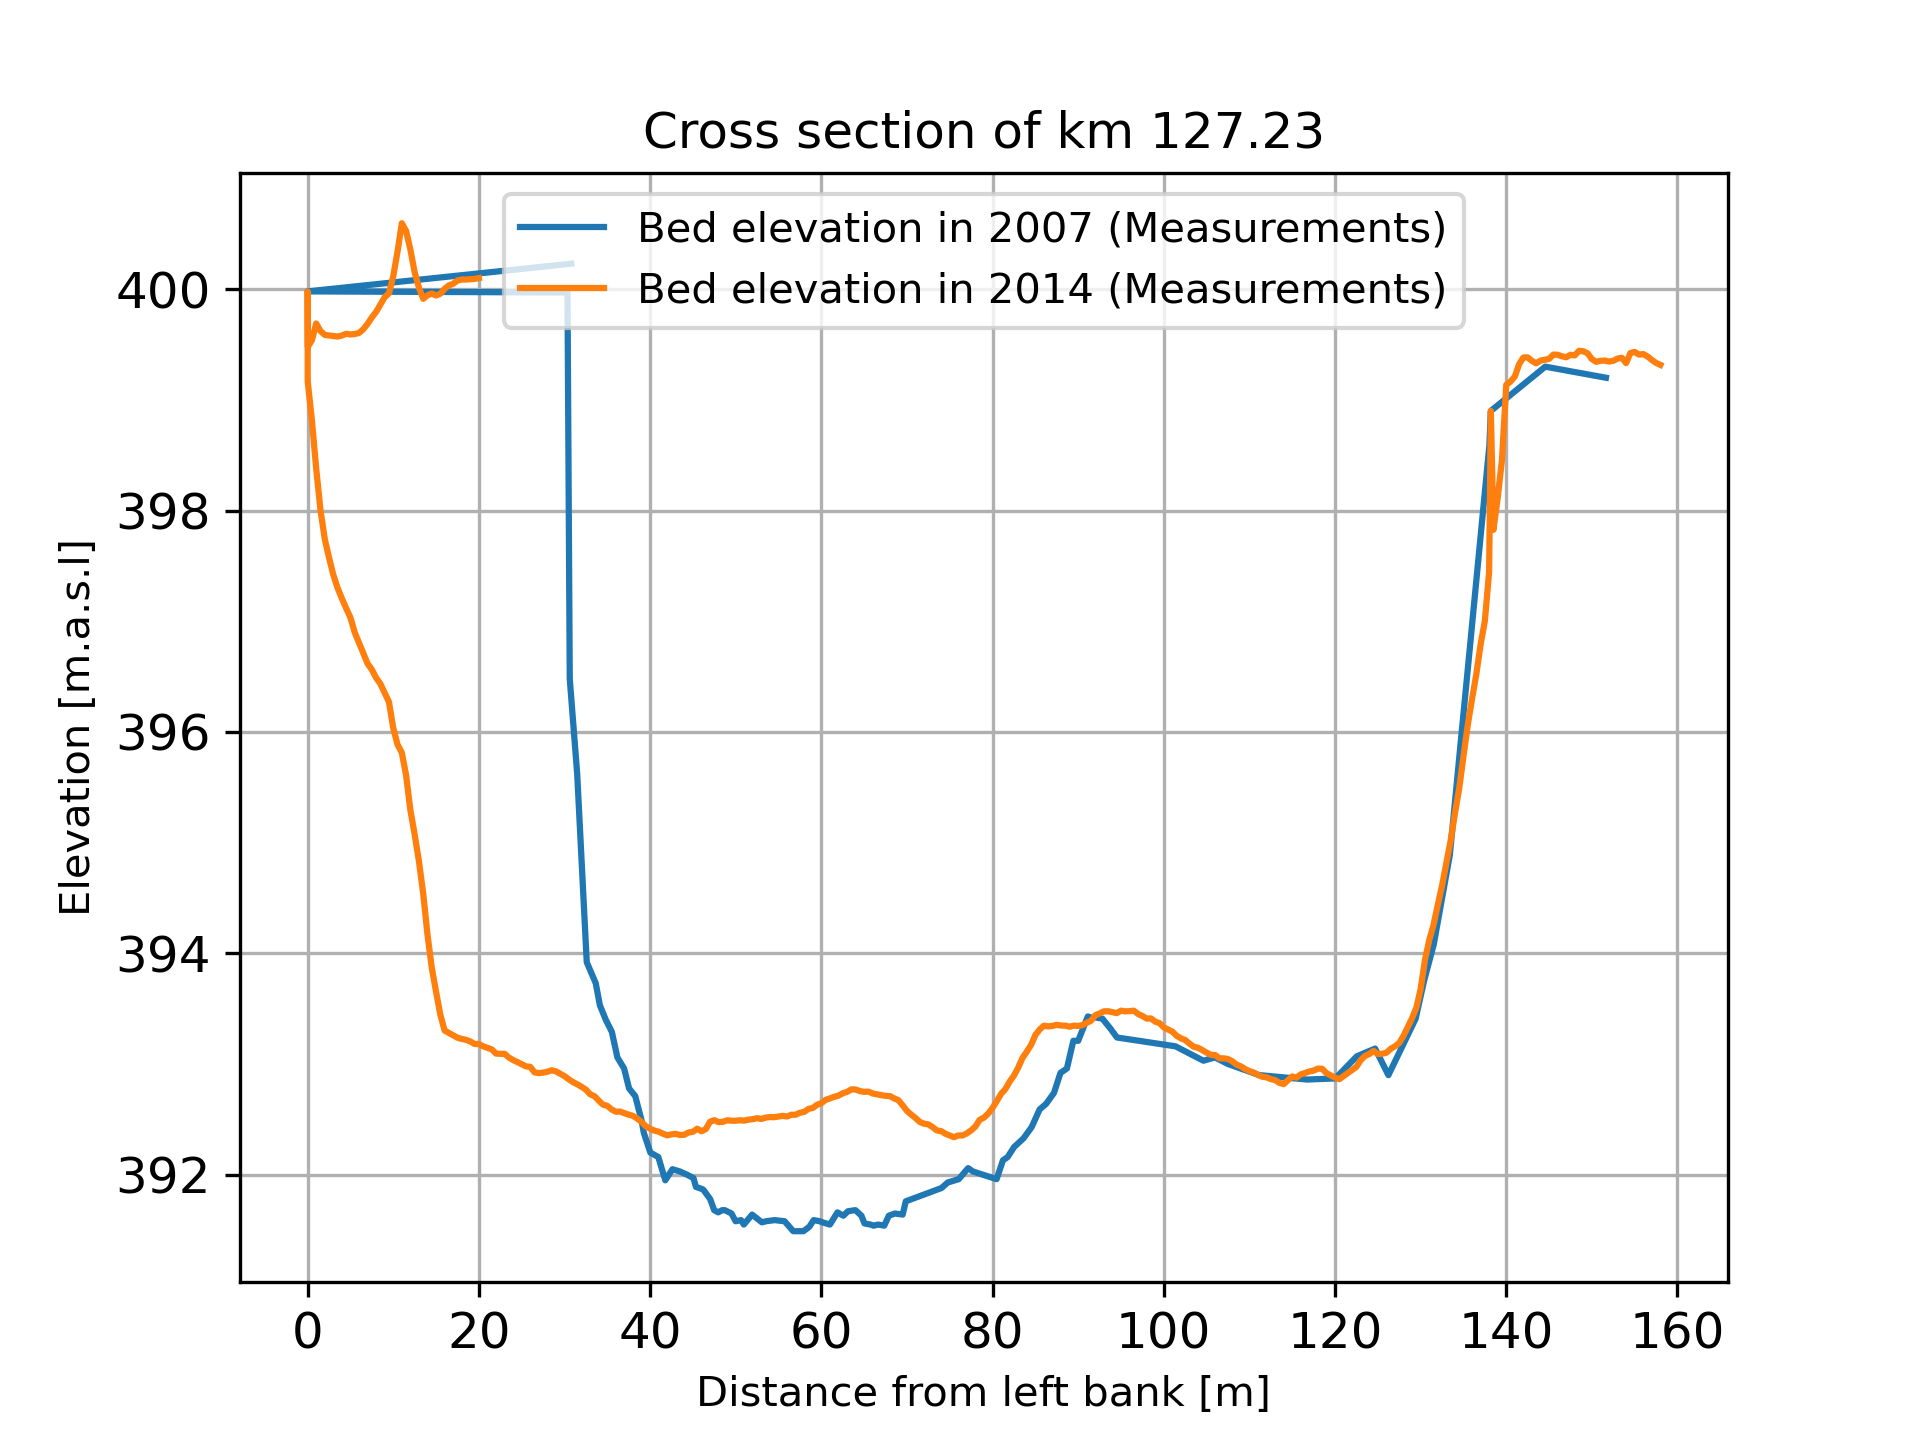 Cross section of km 127.23
Bed elevation in 2007 (Measurements)
Bed elevation in 2014 (Measurements)
400
398
396
394
392
Elevation [m.a.s.l]
0 20 40 60 80 100 120 140 160
Distance from left bank [m]